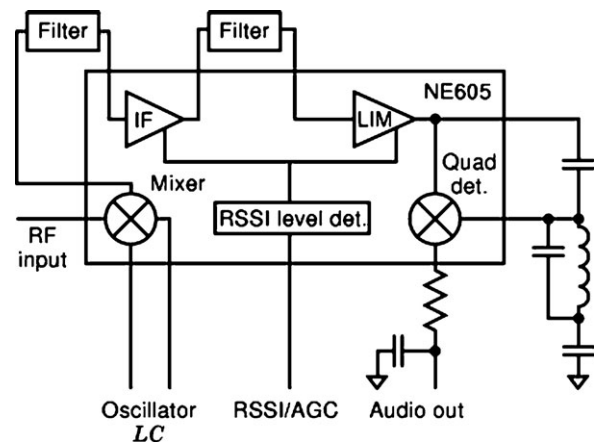 Filter
Filter
NE605
IF
LIM
Mixer
Quad
det.
RSSI level det.
RF
input
Oscillator
LC
RSSI/AGC
Audio out